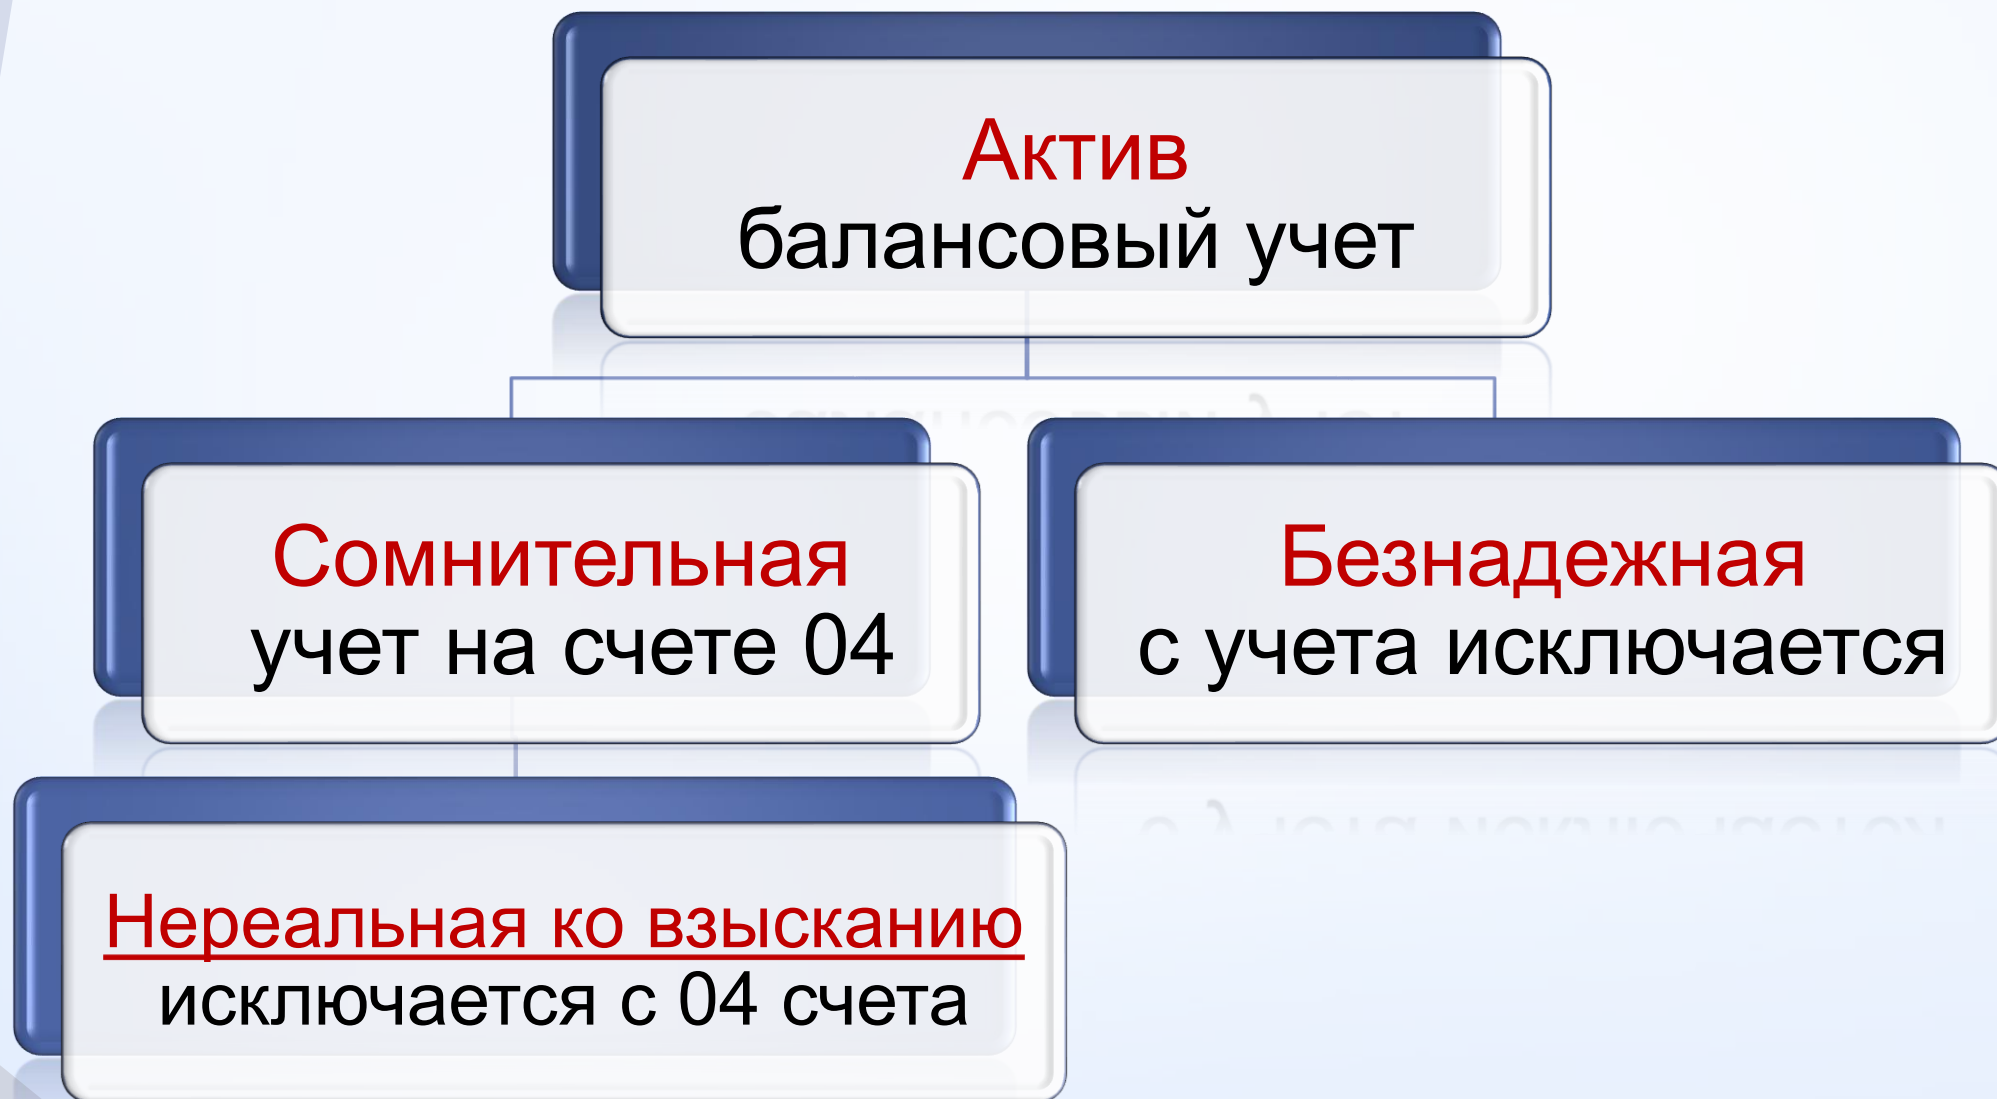 Актив
балансовый учет
Сомнительная
учет на счете 04
Безнадежная
с учета исключается
Нереальная ко взысканию
исключается с 04 счета